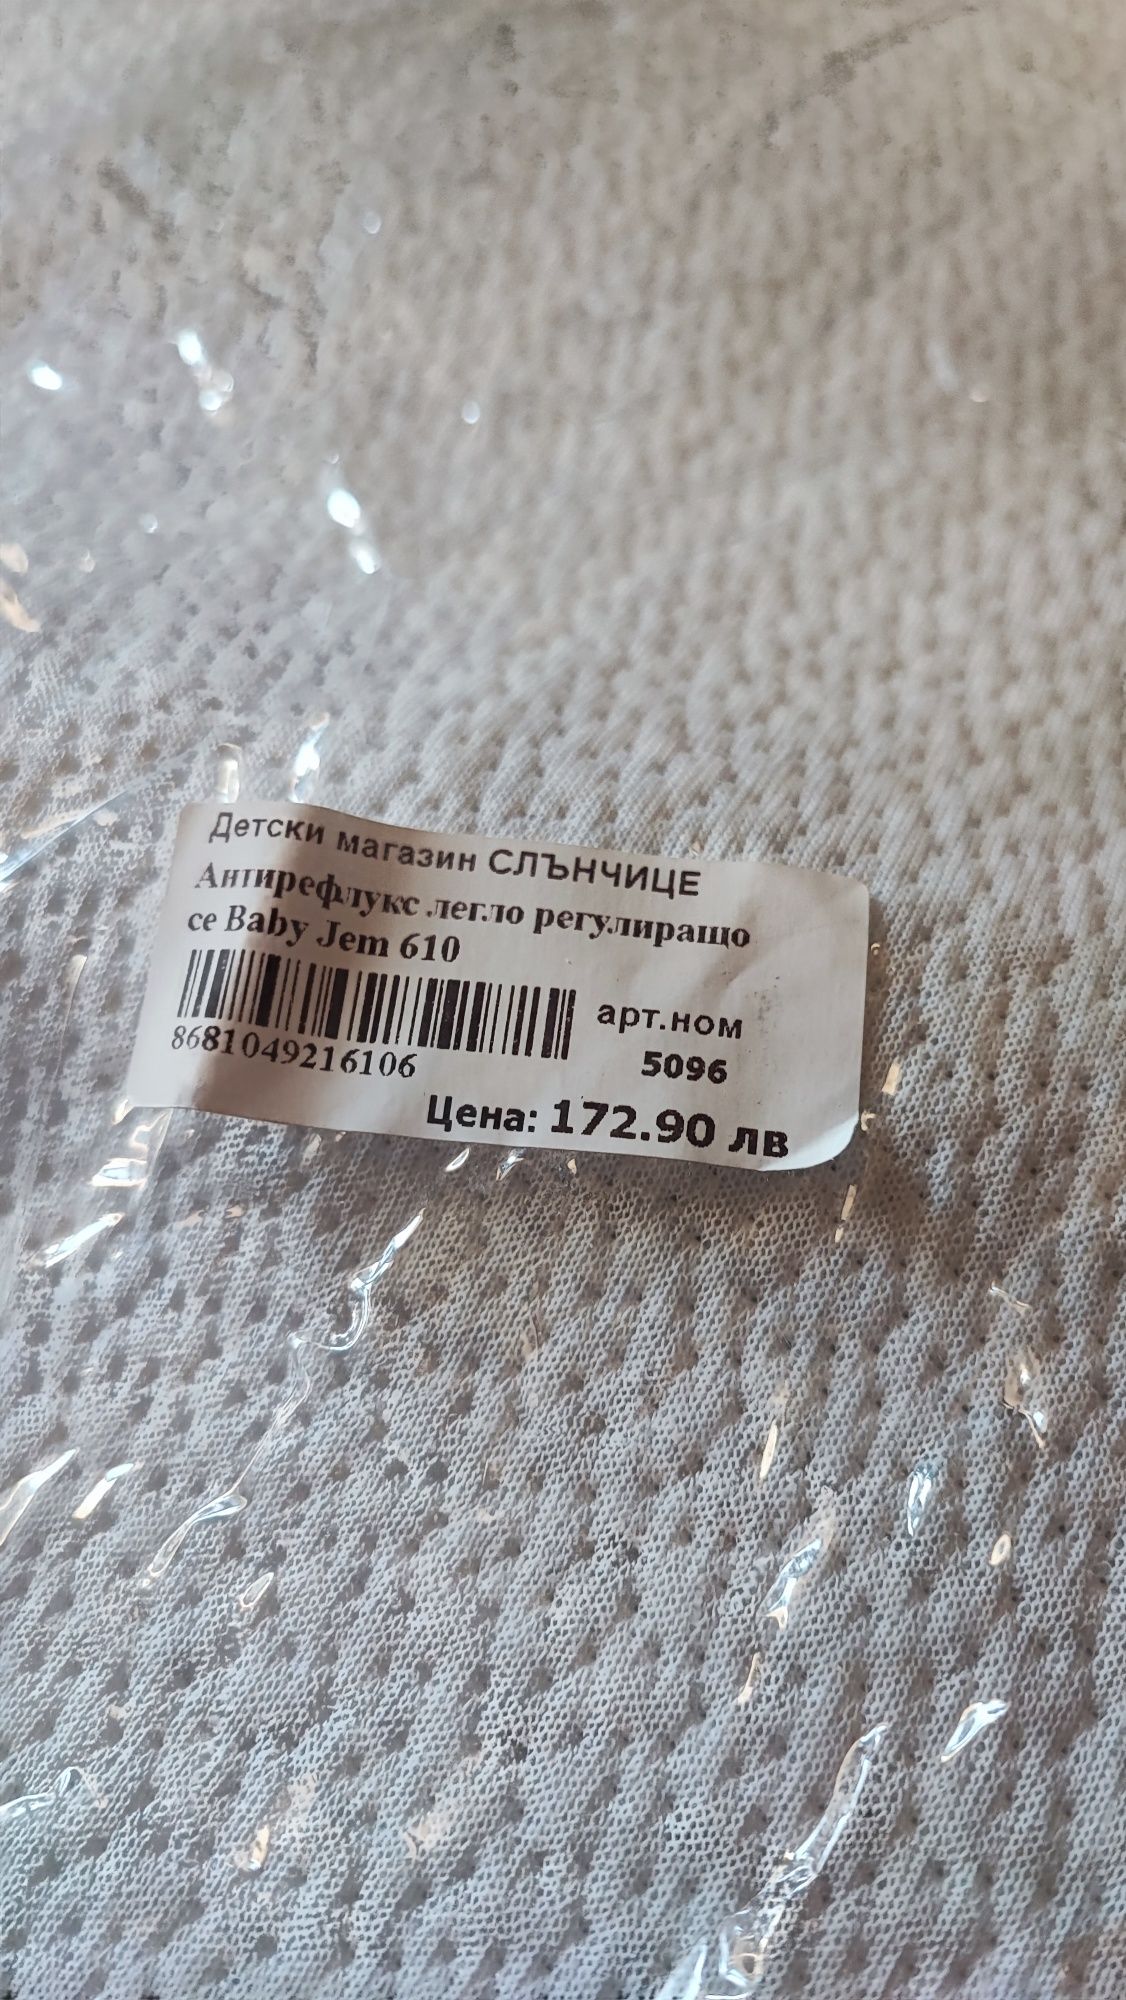 Детски магазин СЛЪНЧИЦЕ
Антирефлукс легло регулиращо
се Baby Jem 610
арт.ном
8681049216106
5096
Цена: 172.90 лв